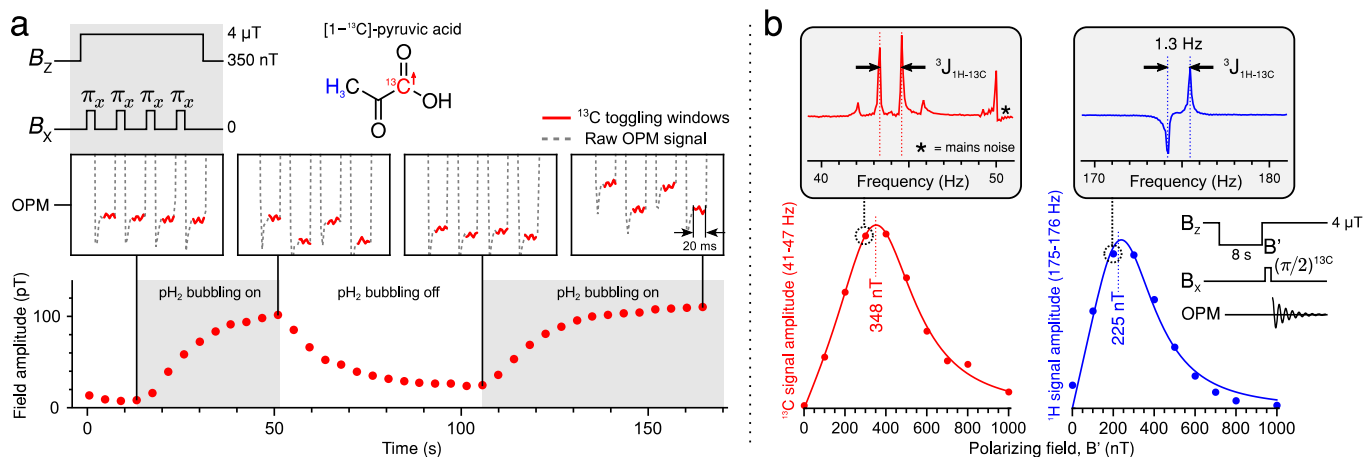 a
[1−¹³C]-pyruvic acid
B_Z
4 μT
350 nT
π_x π_x π_x π_x
B_X
0
O
H₃
C
¹³C
OH
O
¹³C toggling windows
Raw OPM signal
OPM
20 ms
pH₂ bubbling on
pH₂ bubbling off
pH₂ bubbling on
Field amplitude (pT)
100
0
0 50 100 150
Time (s)
b
³J₁H-₁₃C
* = mains noise
*
40 Frequency (Hz) 50
1.3 Hz
³J₁H-₁₃C
170 Frequency (Hz) 180
¹³C signal amplitude (41-47 Hz)
348 nT
0 200 400 600 800 1000
¹H signal amplitude (175-176 Hz)
225 nT
0 200 400 600 800 1000
Polarizing field, B' (nT)
B_Z
4 μT
8 s
B'
B_X
(π/2)¹³C
OPM